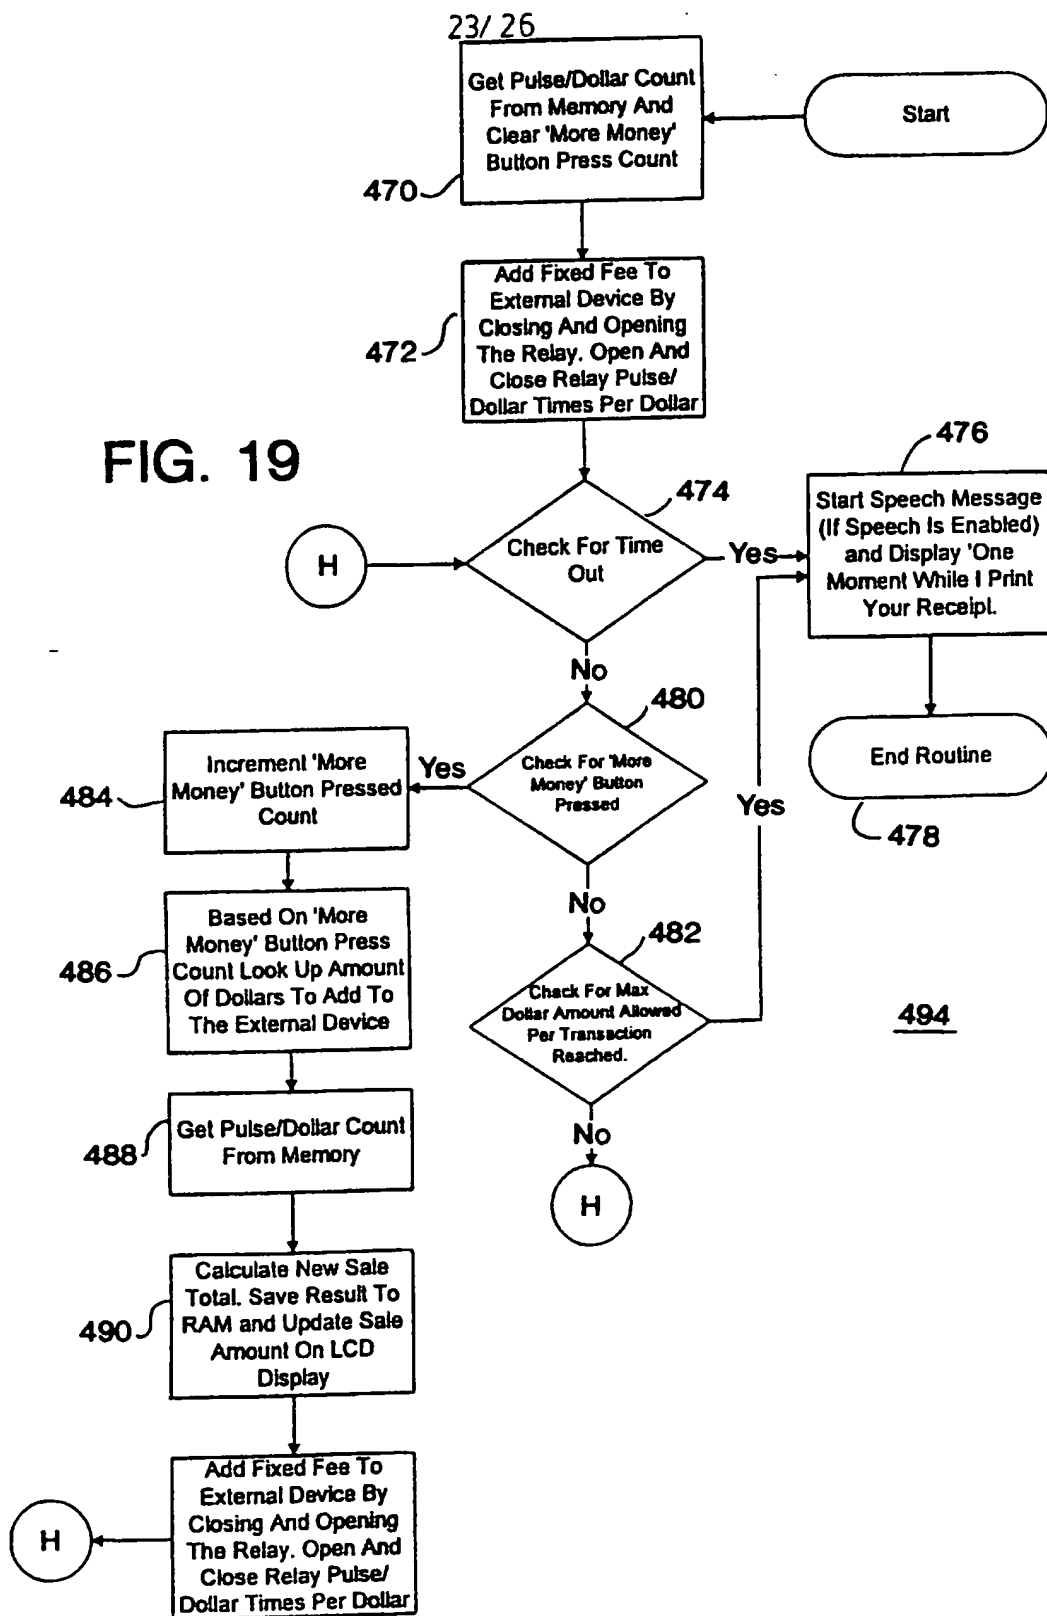 23/26
Get Pulse/Dollar Count
From Memory And
Clear 'More Money'
Button Press Count
Start
470
Add Fixed Fee To
External Device By
Closing And Opening
The Relay. Open And
Close Relay Pulse/
Dollar Times Per Dollar
472
FIG. 19
474
Check For Time
Out
H
Yes
476
Start Speech Message
(If Speech Is Enabled)
and Display 'One
Moment While I Print
Your Receipt.
No
480
Check For 'More
Money' Button
Pressed
Yes
End Routine
478
Yes
Increment 'More
Money' Button Pressed
Count
484
No
482
Check For Max
Dollar Amount Allowed
Per Transaction
Reached.
494
Based On 'More
Money' Button Press
Count Look Up Amount
Of Dollars To Add To
The External Device
486
No
H
Get Pulse/Dollar Count
From Memory
488
Calculate New Sale
Total. Save Result To
RAM and Update Sale
Amount On LCD
Display
490
Add Fixed Fee To
External Device By
Closing And Opening
The Relay. Open And
Close Relay Pulse/
Dollar Times Per Dollar
H